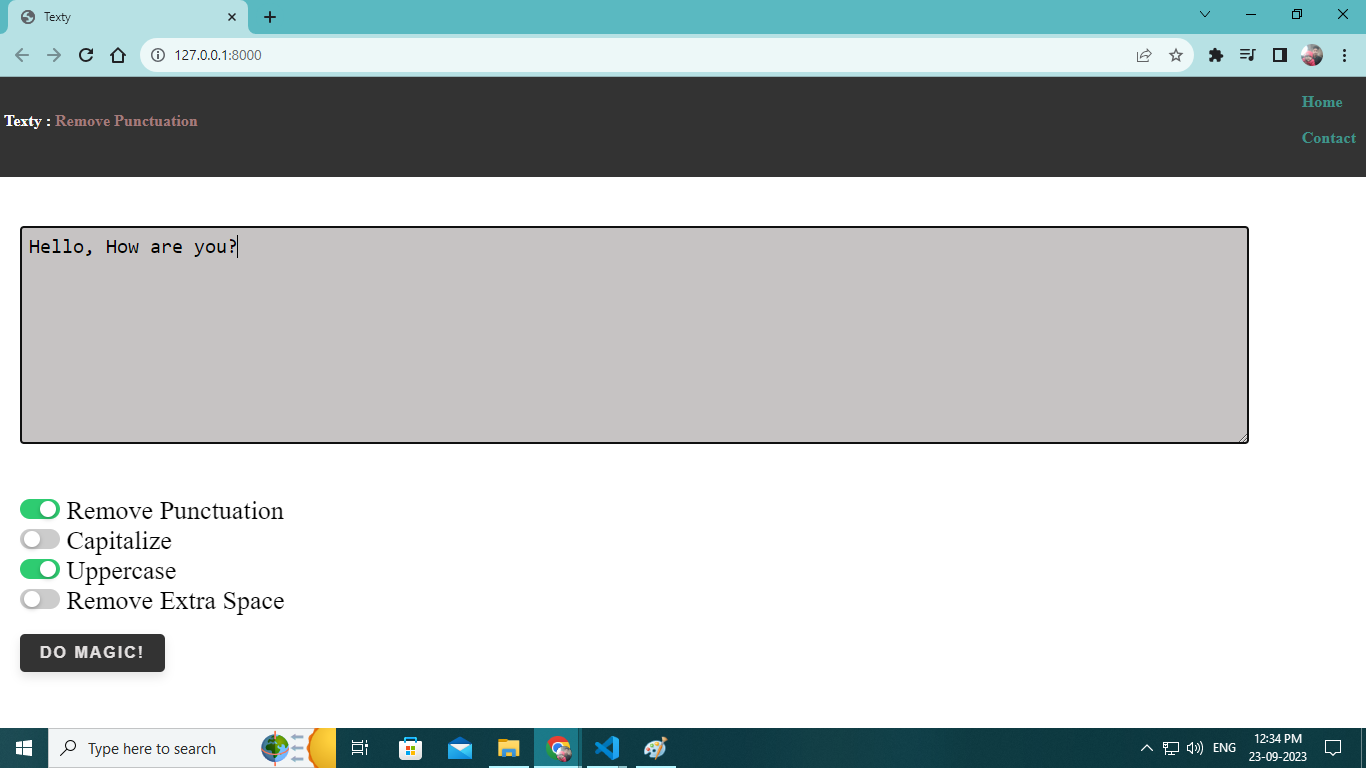 Texty
127.0.0.1:8000
Home
Texty : Remove Punctuation
Contact
Hello, How are you?
Remove Punctuation
Capitalize
Uppercase
Remove Extra Space
DO MAGIC!
Type here to search
ENG
12:34 PM
23-09-2023